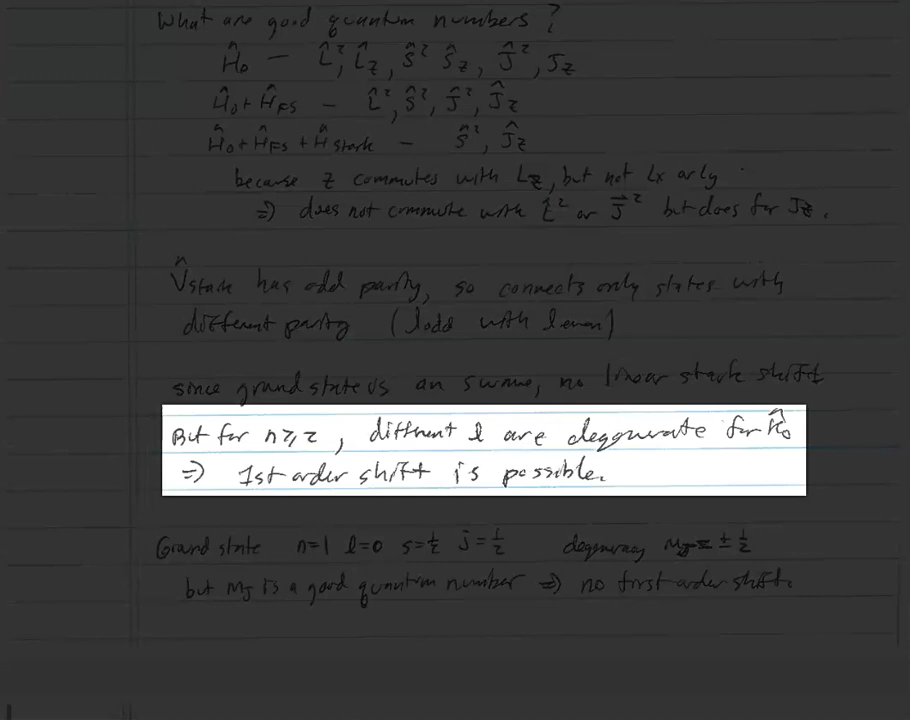 What are good quantum numbers?
Ĥ₀ — L̂², L̂z, Ŝ² Ŝz, Ĵ², Jz
Ĥ₀ + ĤFS — L̂², Ŝ², Ĵ², Ĵz
Ĥ₀ + ĤFS + Ĥstark — Ŝ², Ĵz
because z commutes with Lz, but not Lx or Ly
⇒ does not commute with L̂² or J⃗² but does for Jz.
V̂stark has odd parity, so connects only states with
different parity (l odd with l even)
since ground state is an s wave, no linear stark shift
But for n≥2, different l are degenerate for Ĥ₀
⇒ 1st order shift is possible.
Ground state n=1 l=0 s=½ j=½ degeneracy MJ = ±½
but MJ is a good quantum number ⇒ no first order shift.